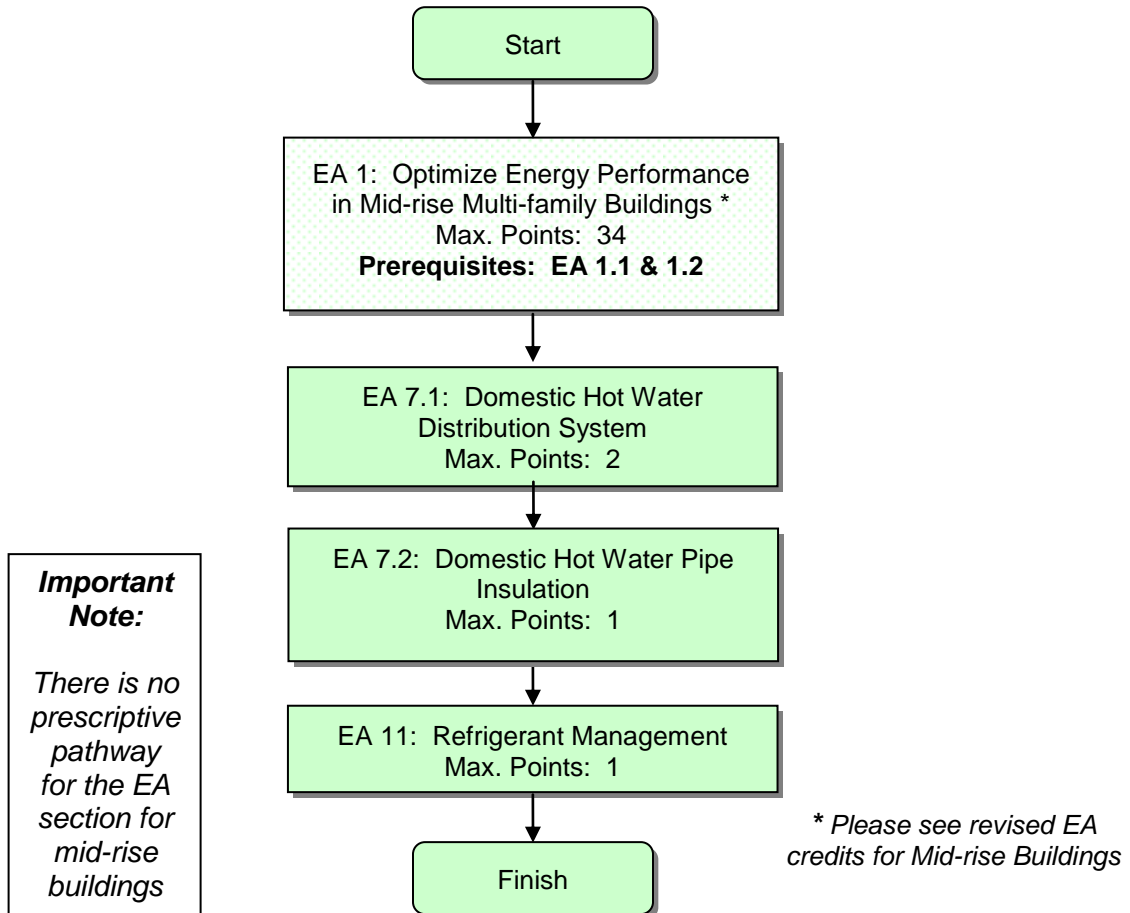 Start
EA 1: Optimize Energy Performance
in Mid-rise Multi-family Buildings *
Max. Points: 34
Prerequisites: EA 1.1 & 1.2
EA 7.1: Domestic Hot Water
Distribution System
Max. Points: 2
EA 7.2: Domestic Hot Water Pipe
Insulation
Max. Points: 1
EA 11: Refrigerant Management
Max. Points: 1
Finish
Important
Note:
There is no
prescriptive
pathway
for the EA
section for
mid-rise
buildings
* Please see revised EA
credits for Mid-rise Buildings